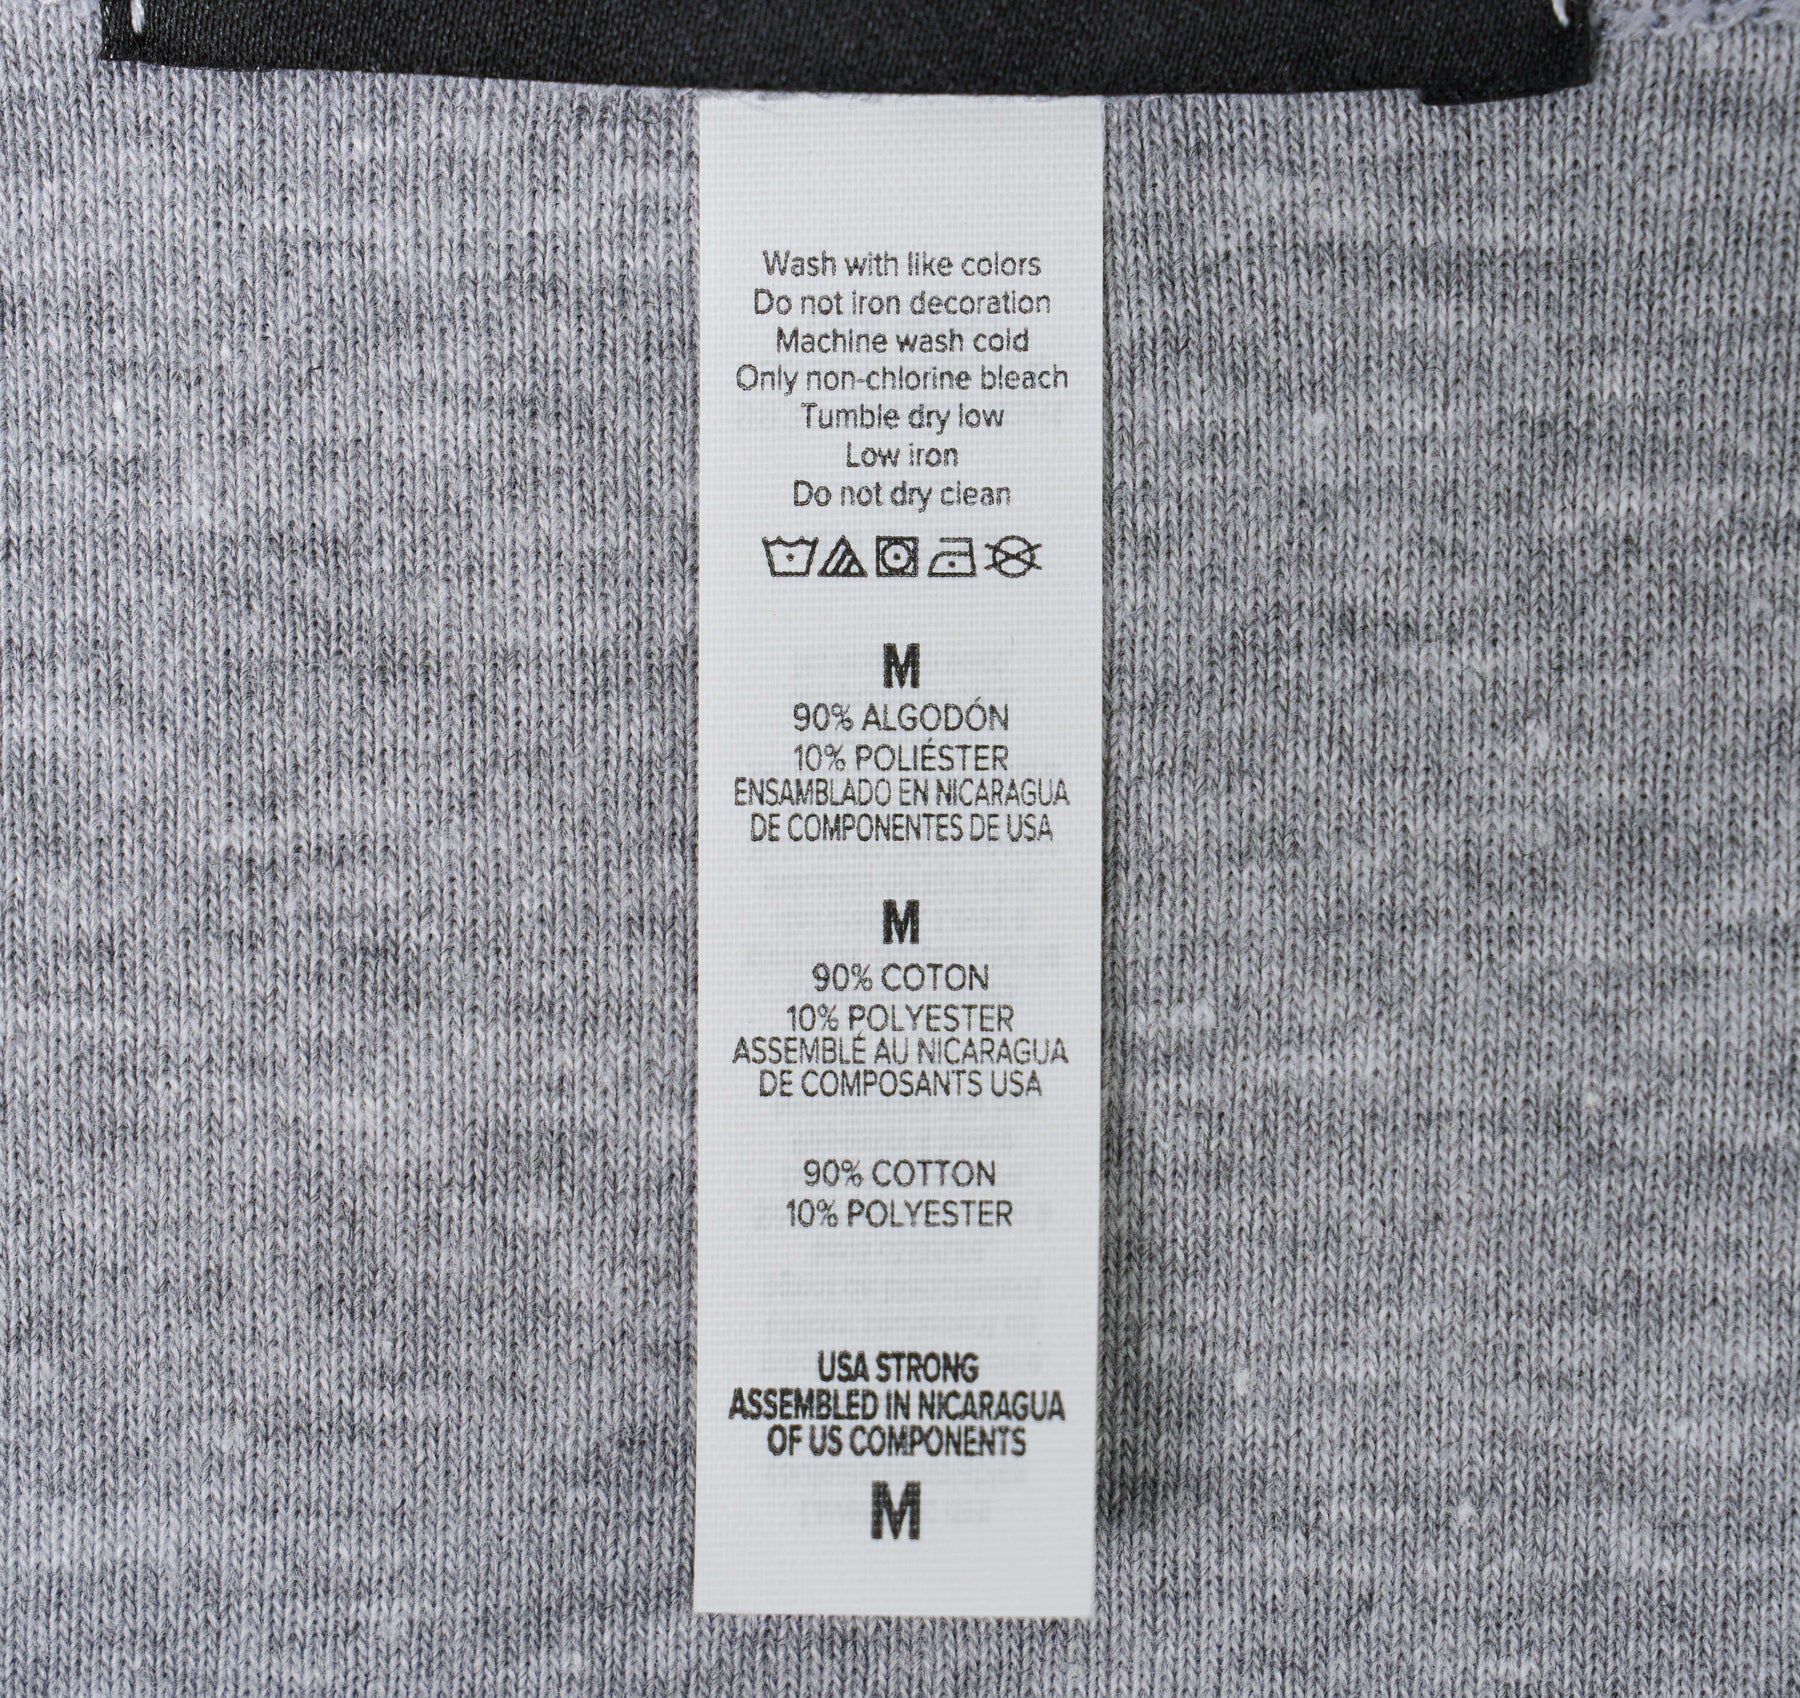 Wash with like colors
Do not iron decoration
Machine wash cold
Only non-chlorine bleach
Tumble dry low
Low iron
Do not dry clean
M
90% ALGODÓN
10% POLIÉSTER
ENSAMBLADO EN NICARAGUA
DE COMPONENTES DE USA
M
90% COTON
10% POLYESTER
ASSEMBLÉ AU NICARAGUA
DE COMPOSANTS USA
90% COTTON
10% POLYESTER
USA STRONG
ASSEMBLED IN NICARAGUA
OF US COMPONENTS
M